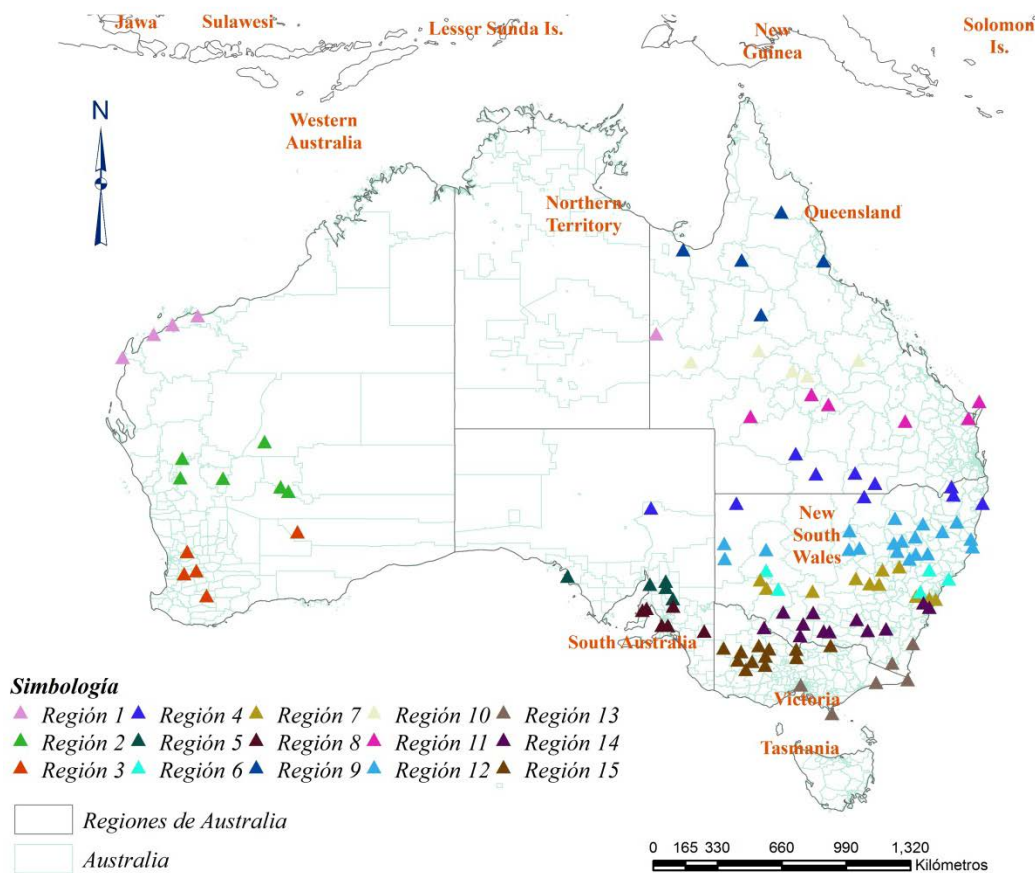 Jawa
Sulawesi
Lesser Sunda Is.
New
Guinea
Solomon
Is.
N
Western
Australia
Northern
Territory
Queensland
New
South
Wales
South Australia
Victoria
Tasmania
Simbología
Región 1 Región 4 Región 7 Región 10 Región 13
Región 2 Región 5 Región 8 Región 11 Región 14
Región 3 Región 6 Región 9 Región 12 Región 15
Regiones de Australia
Australia
0 165 330 660 990 1,320
Kilómetros